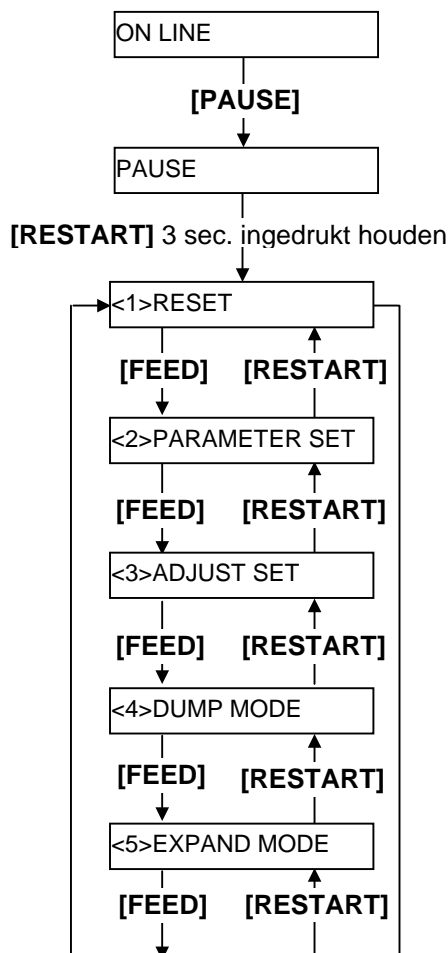 ON LINE
[PAUSE]
PAUSE
[RESTART] 3 sec. ingedrukt houden
<1>RESET
[FEED] [RESTART]
<2>PARAMETER SET
[FEED] [RESTART]
<3>ADJUST SET
[FEED] [RESTART]
<4>DUMP MODE
[FEED] [RESTART]
<5>EXPAND MODE
[FEED] [RESTART]